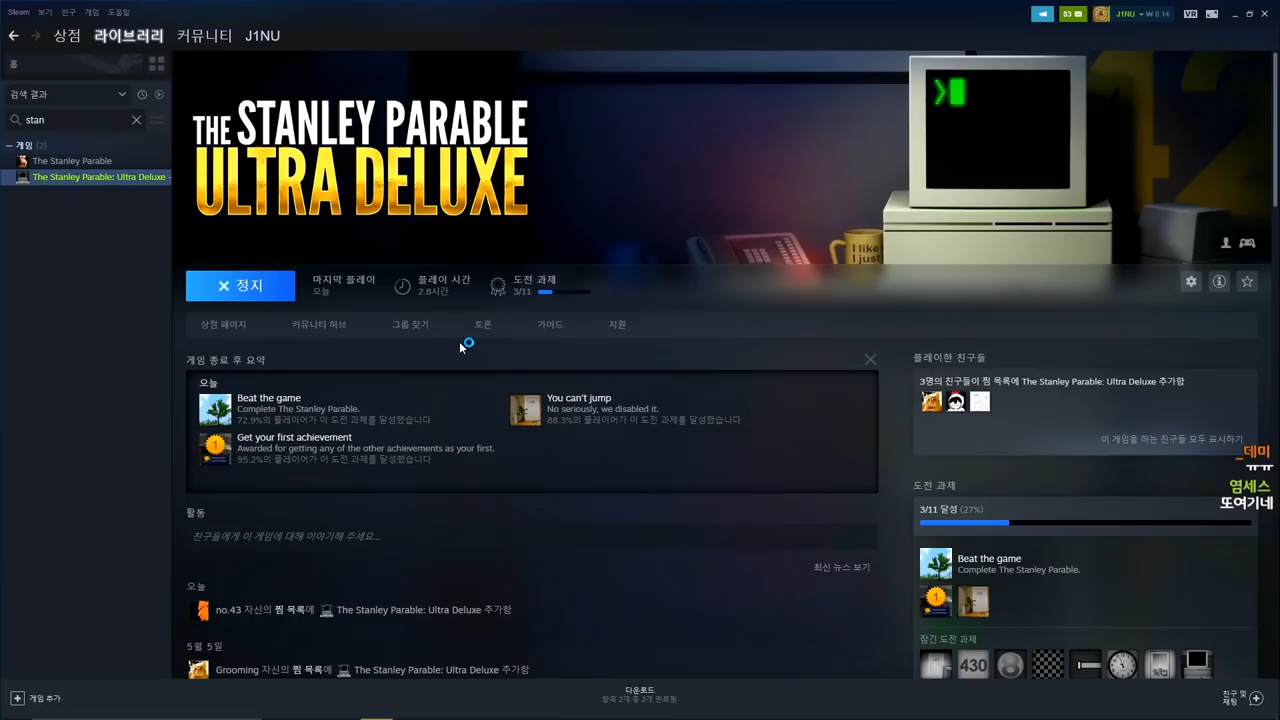 Steam 보기 친구 게임 도움말
83
J1NU
₩ 0.14
VR
상점 라이브러리 커뮤니티 J1NU
홈
검색 결과
stan
게임 (2)
The Stanley Parable
The Stanley Parable: Ultra Deluxe -
THE STANLEY PARABLE
ULTRA DELUXE
I like
I just
정지
마지막 플레이
오늘
플레이 시간
2.8시간
도전 과제
3/11
상점 페이지 커뮤니티 허브 그룹 찾기 토론 가이드 지원
게임 종료 후 요약
오늘
Beat the game
Complete The Stanley Parable.
72.9%의 플레이어가 이 도전 과제를 달성했습니다
You can't jump
No seriously, we disabled it.
88.3%의 플레이어가 이 도전 과제를 달성했습니다
1
Get your first achievement
Awarded for getting any of the other achievements as your first.
95.2%의 플레이어가 이 도전 과제를 달성했습니다
활동
친구들에게 이 게임에 대해 이야기해 주세요...
최신 뉴스 보기
오늘
no.43 자신의 찜 목록에 The Stanley Parable: Ultra Deluxe 추가함
5월 5일
Grooming 자신의 찜 목록에 The Stanley Parable: Ultra Deluxe 추가함
플레이한 친구들
3명의 친구들이 찜 목록에 The Stanley Parable: Ultra Deluxe 추가함
이 게임을 하는 친구들 모두 표시하기
_데미
ㅠㅠ
염세스
또여기네
도전 과제
3/11 달성 (27%)
Beat the game
Complete The Stanley Parable.
1
잠긴 도전 과제
430
게임 추가
다운로드
항목 2개 중 2개 완료됨
친구 및
채팅